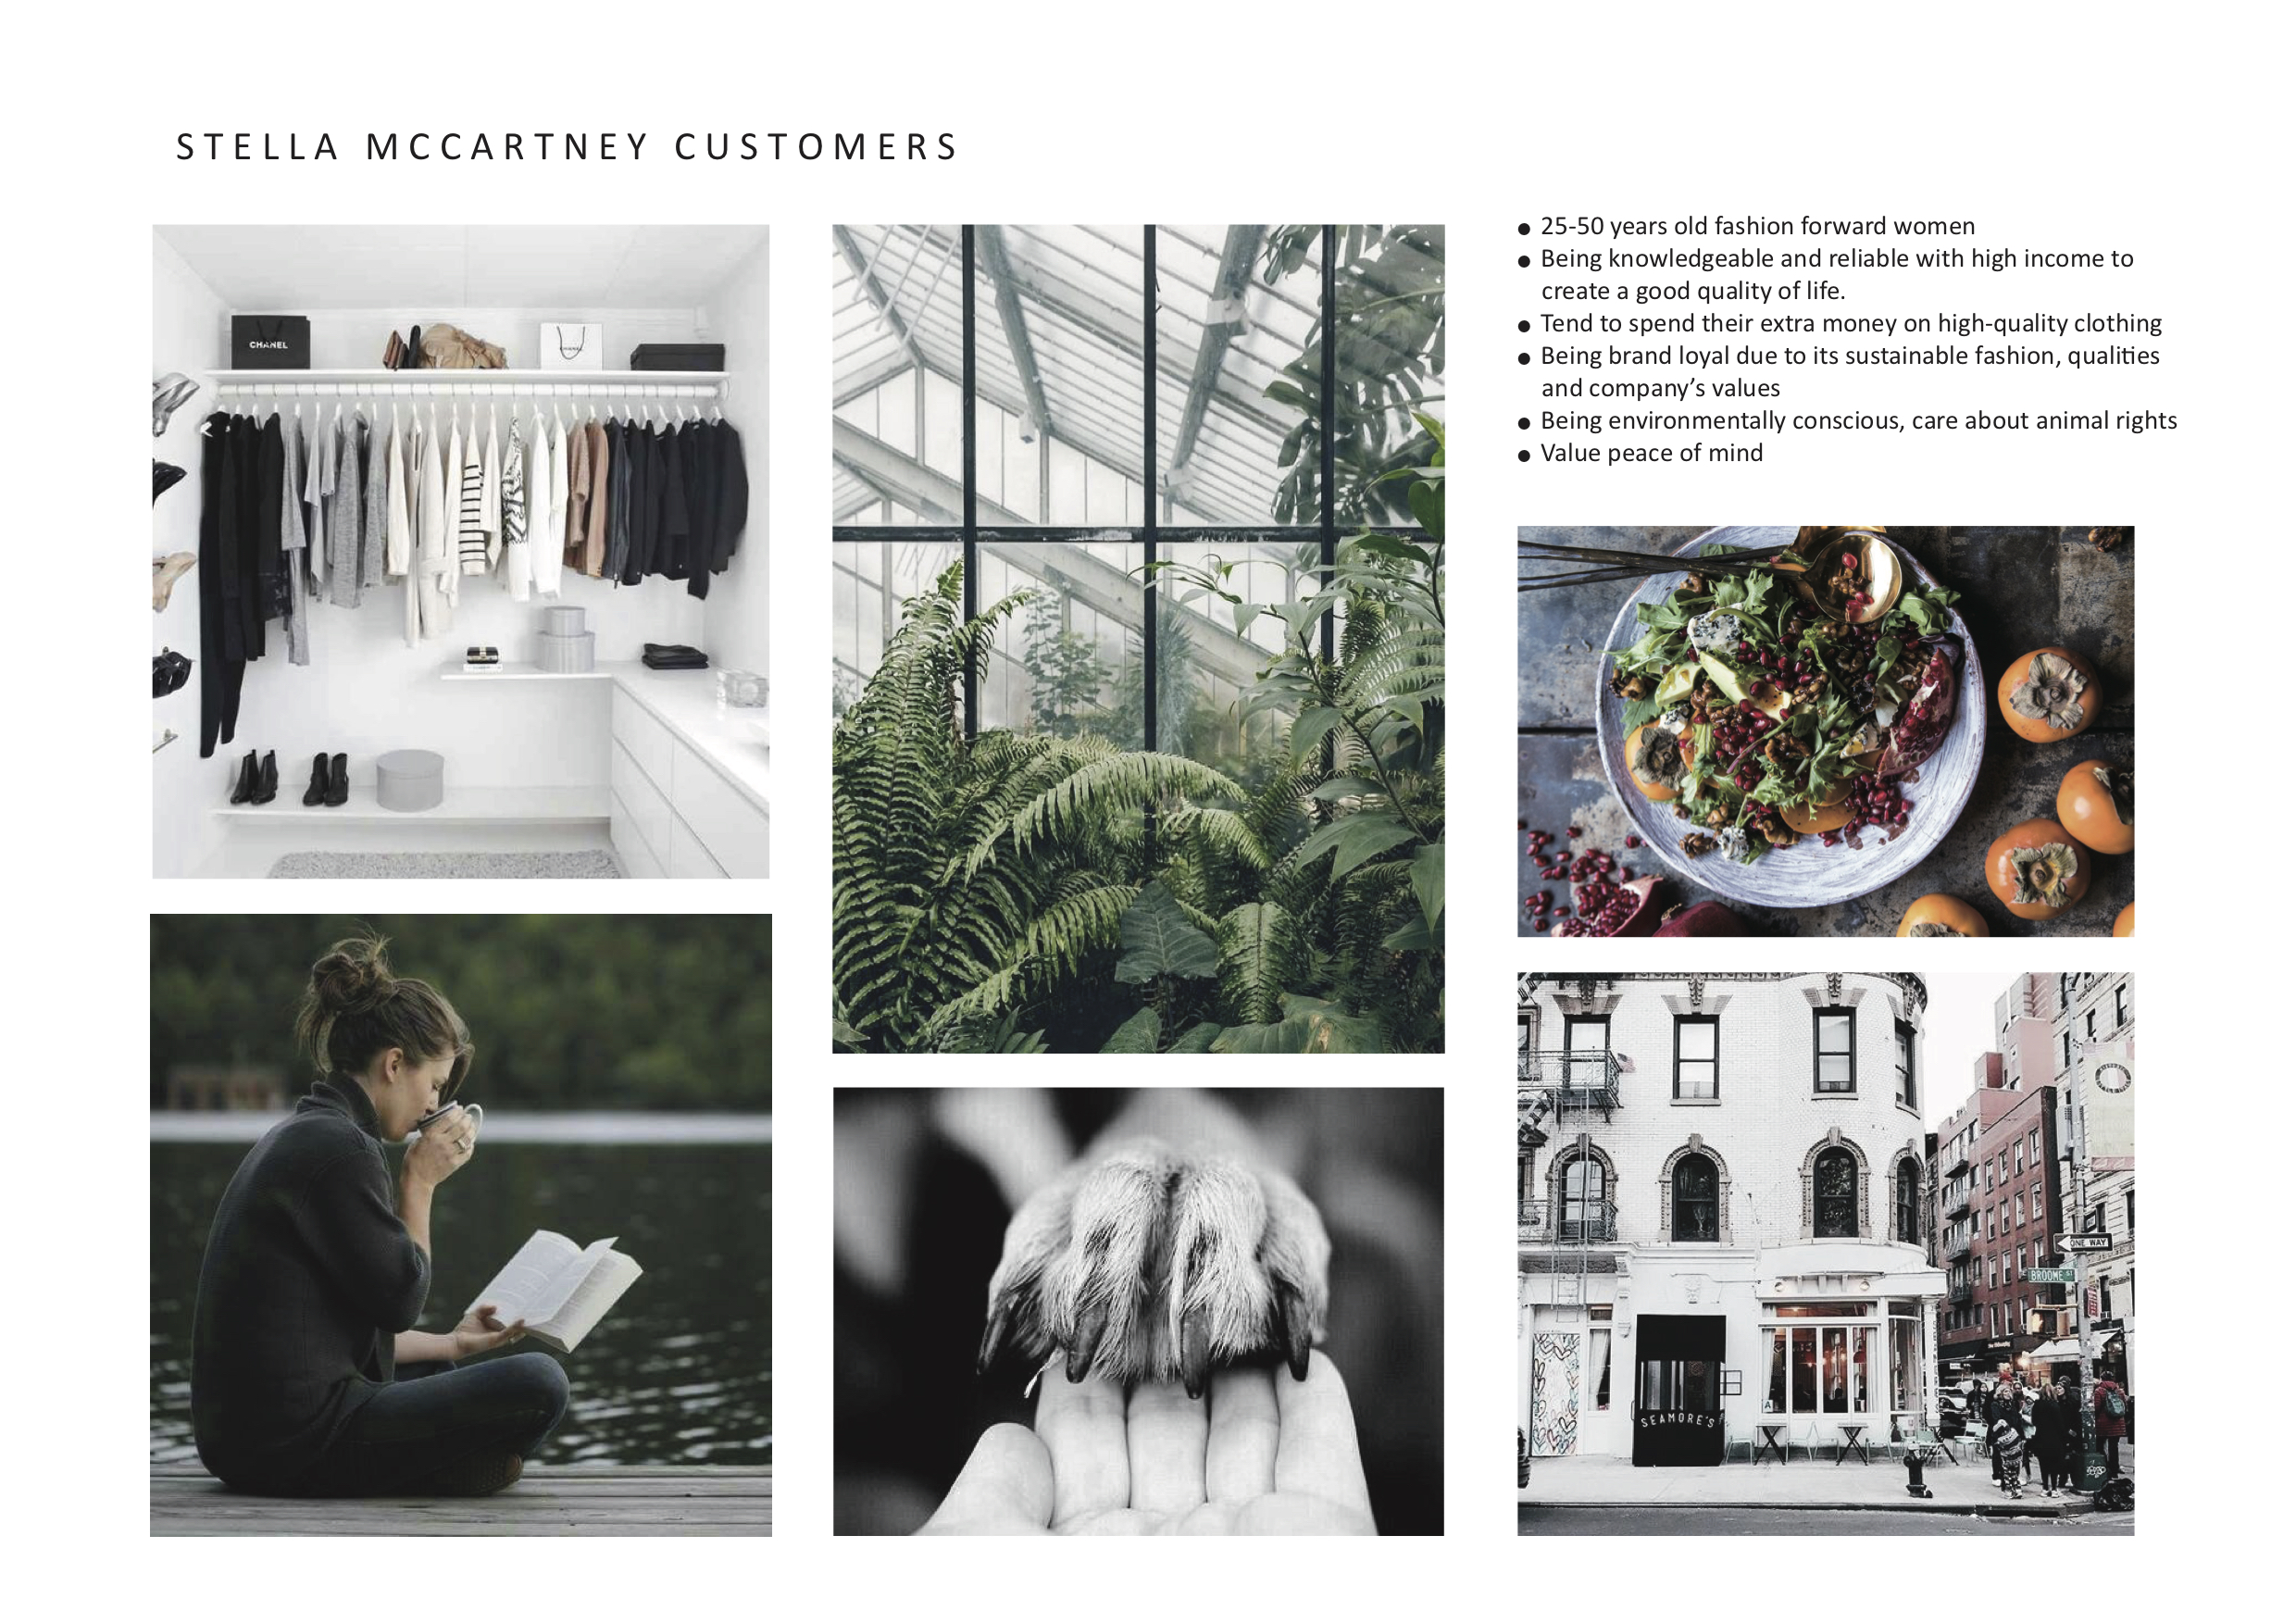 STELLA MCCARTNEY CUSTOMERS
● 25-50 years old fashion forward women
● Being knowledgeable and reliable with high income to
create a good quality of life.
● Tend to spend their extra money on high-quality clothing
● Being brand loyal due to its sustainable fashion, qualities
and company's values
● Being environmentally conscious, care about animal rights
● Value peace of mind
CHANEL
ONE WAY
BROOME ST
SEAMORE'S